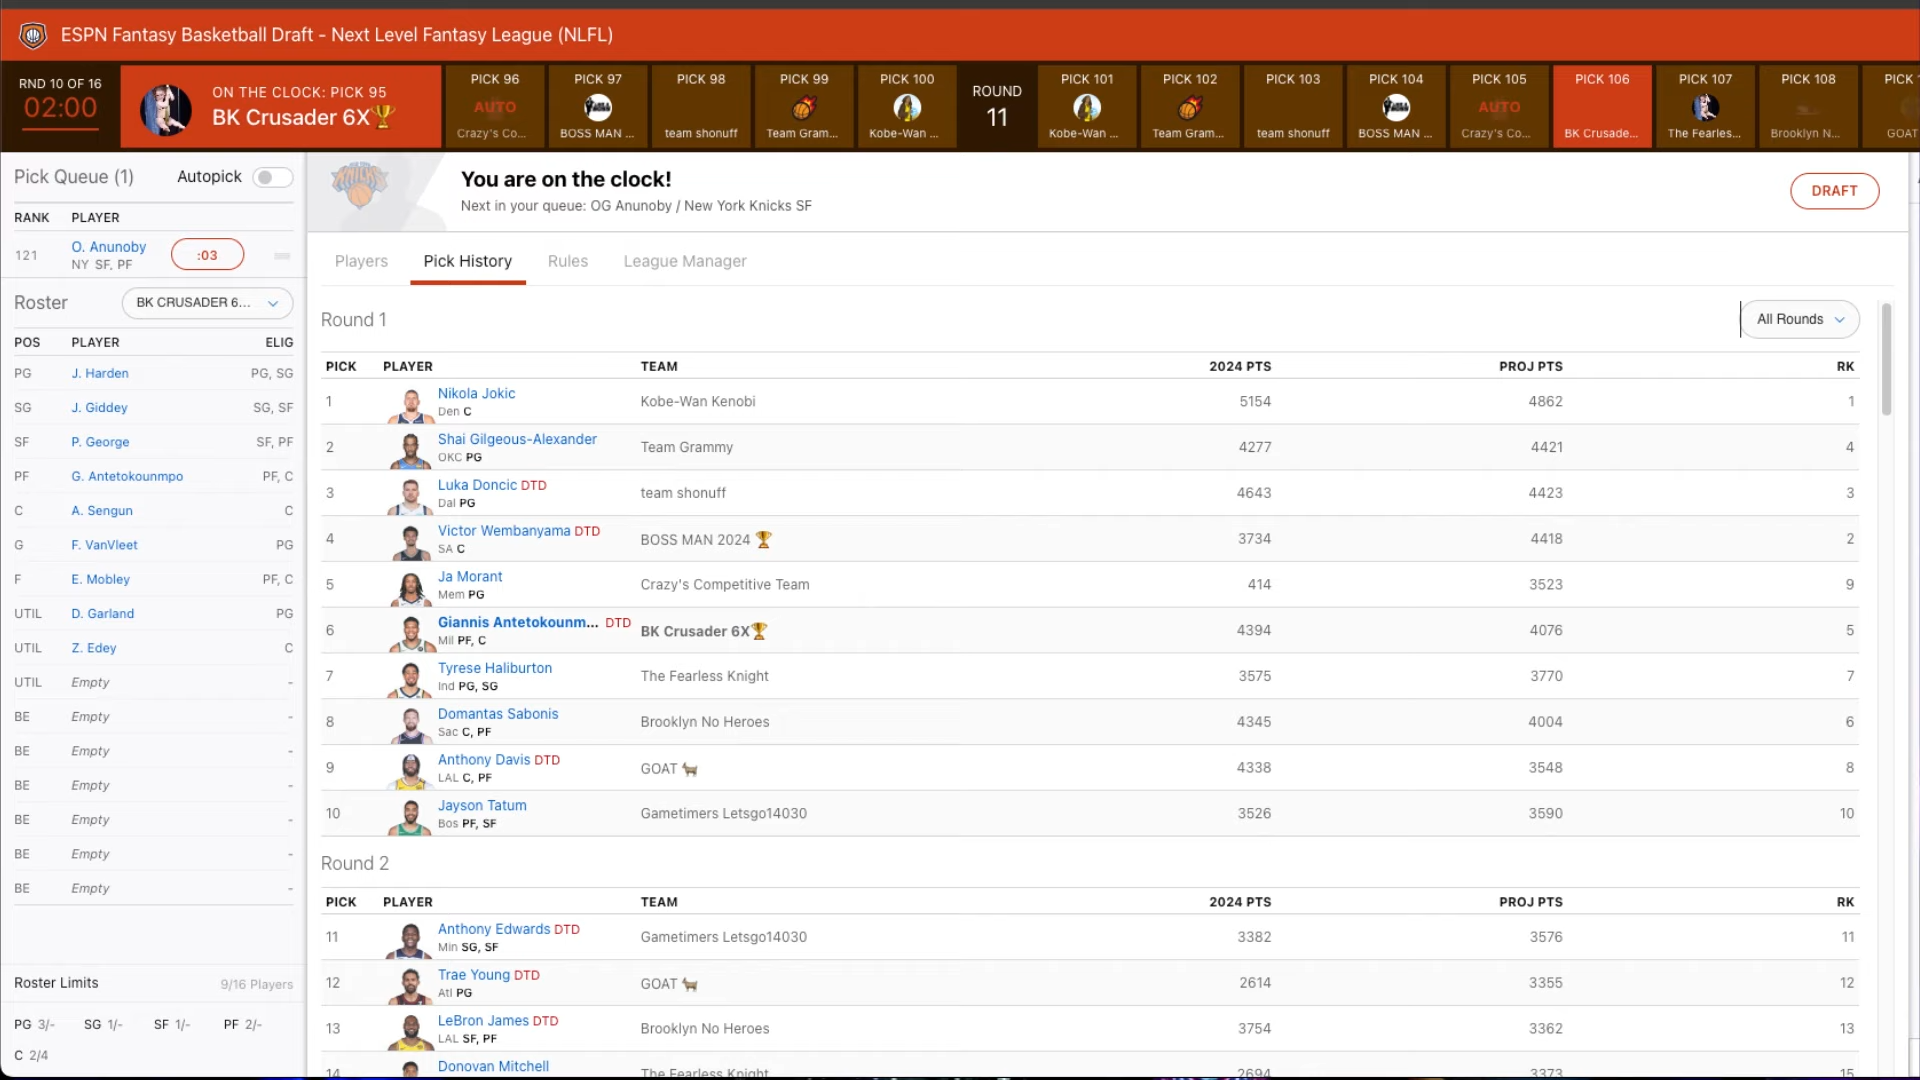 ESPN Fantasy Basketball Draft - Next Level Fantasy League (NLFL)
RND 10 OF 16
02:00
ON THE CLOCK: PICK 95
BK Crusader 6X🏆
PICK 96
AUTO
Crazy's Co...
PICK 97
BOSS MAN ...
PICK 98
team shonuff
PICK 99
Team Gram...
PICK 100
Kobe-Wan ...
ROUND
11
PICK 101
Kobe-Wan ...
PICK 102
Team Gram...
PICK 103
team shonuff
PICK 104
BOSS MAN ...
PICK 105
AUTO
Crazy's Co...
PICK 106
BK Crusade...
PICK 107
The Fearles...
PICK 108
Brooklyn N...
PICK
GOAT
Pick Queue (1)
Autopick
RANK PLAYER
121 O. Anunoby :03
NY SF, PF
Roster BK CRUSADER 6...
POS PLAYER ELIG
PG J. Harden PG, SG
SG J. Giddey SG, SF
SF P. George SF, PF
PF G. Antetokounmpo PF, C
C A. Sengun C
G F. VanVleet PG
F E. Mobley PF, C
UTIL D. Garland PG
UTIL Z. Edey C
UTIL Empty -
BE Empty -
BE Empty -
BE Empty -
BE Empty -
BE Empty -
BE Empty -
Roster Limits 9/16 Players
PG 3/- SG 1/- SF 1/- PF 2/-
C 2/4
KNICKS
You are on the clock!
Next in your queue: OG Anunoby / New York Knicks SF
DRAFT
Players Pick History Rules League Manager
Round 1
All Rounds
PICK PLAYER TEAM 2024 PTS PROJ PTS RK
1 Nikola Jokic Kobe-Wan Kenobi 5154 4862 1
Den C
2 Shai Gilgeous-Alexander Team Grammy 4277 4421 4
OKC PG
3 Luka Doncic DTD team shonuff 4643 4423 3
Dal PG
4 Victor Wembanyama DTD BOSS MAN 2024 🏆 3734 4418 2
SA C
5 Ja Morant Crazy's Competitive Team 414 3523 9
Mem PG
6 Giannis Antetokounm... DTD BK Crusader 6X🏆 4394 4076 5
Mil PF, C
7 Tyrese Haliburton The Fearless Knight 3575 3770 7
Ind PG, SG
8 Domantas Sabonis Brooklyn No Heroes 4345 4004 6
Sac C, PF
9 Anthony Davis DTD GOAT 🐐 4338 3548 8
LAL C, PF
10 Jayson Tatum Gametimers Letsgo14030 3526 3590 10
Bos PF, SF
Round 2
PICK PLAYER TEAM 2024 PTS PROJ PTS RK
11 Anthony Edwards DTD Gametimers Letsgo14030 3382 3576 11
Min SG, SF
12 Trae Young DTD GOAT 🐐 2614 3355 12
Atl PG
13 LeBron James DTD Brooklyn No Heroes 3754 3362 13
LAL SF, PF
14 Donovan Mitchell The Fearless Knight 2694 3373 15